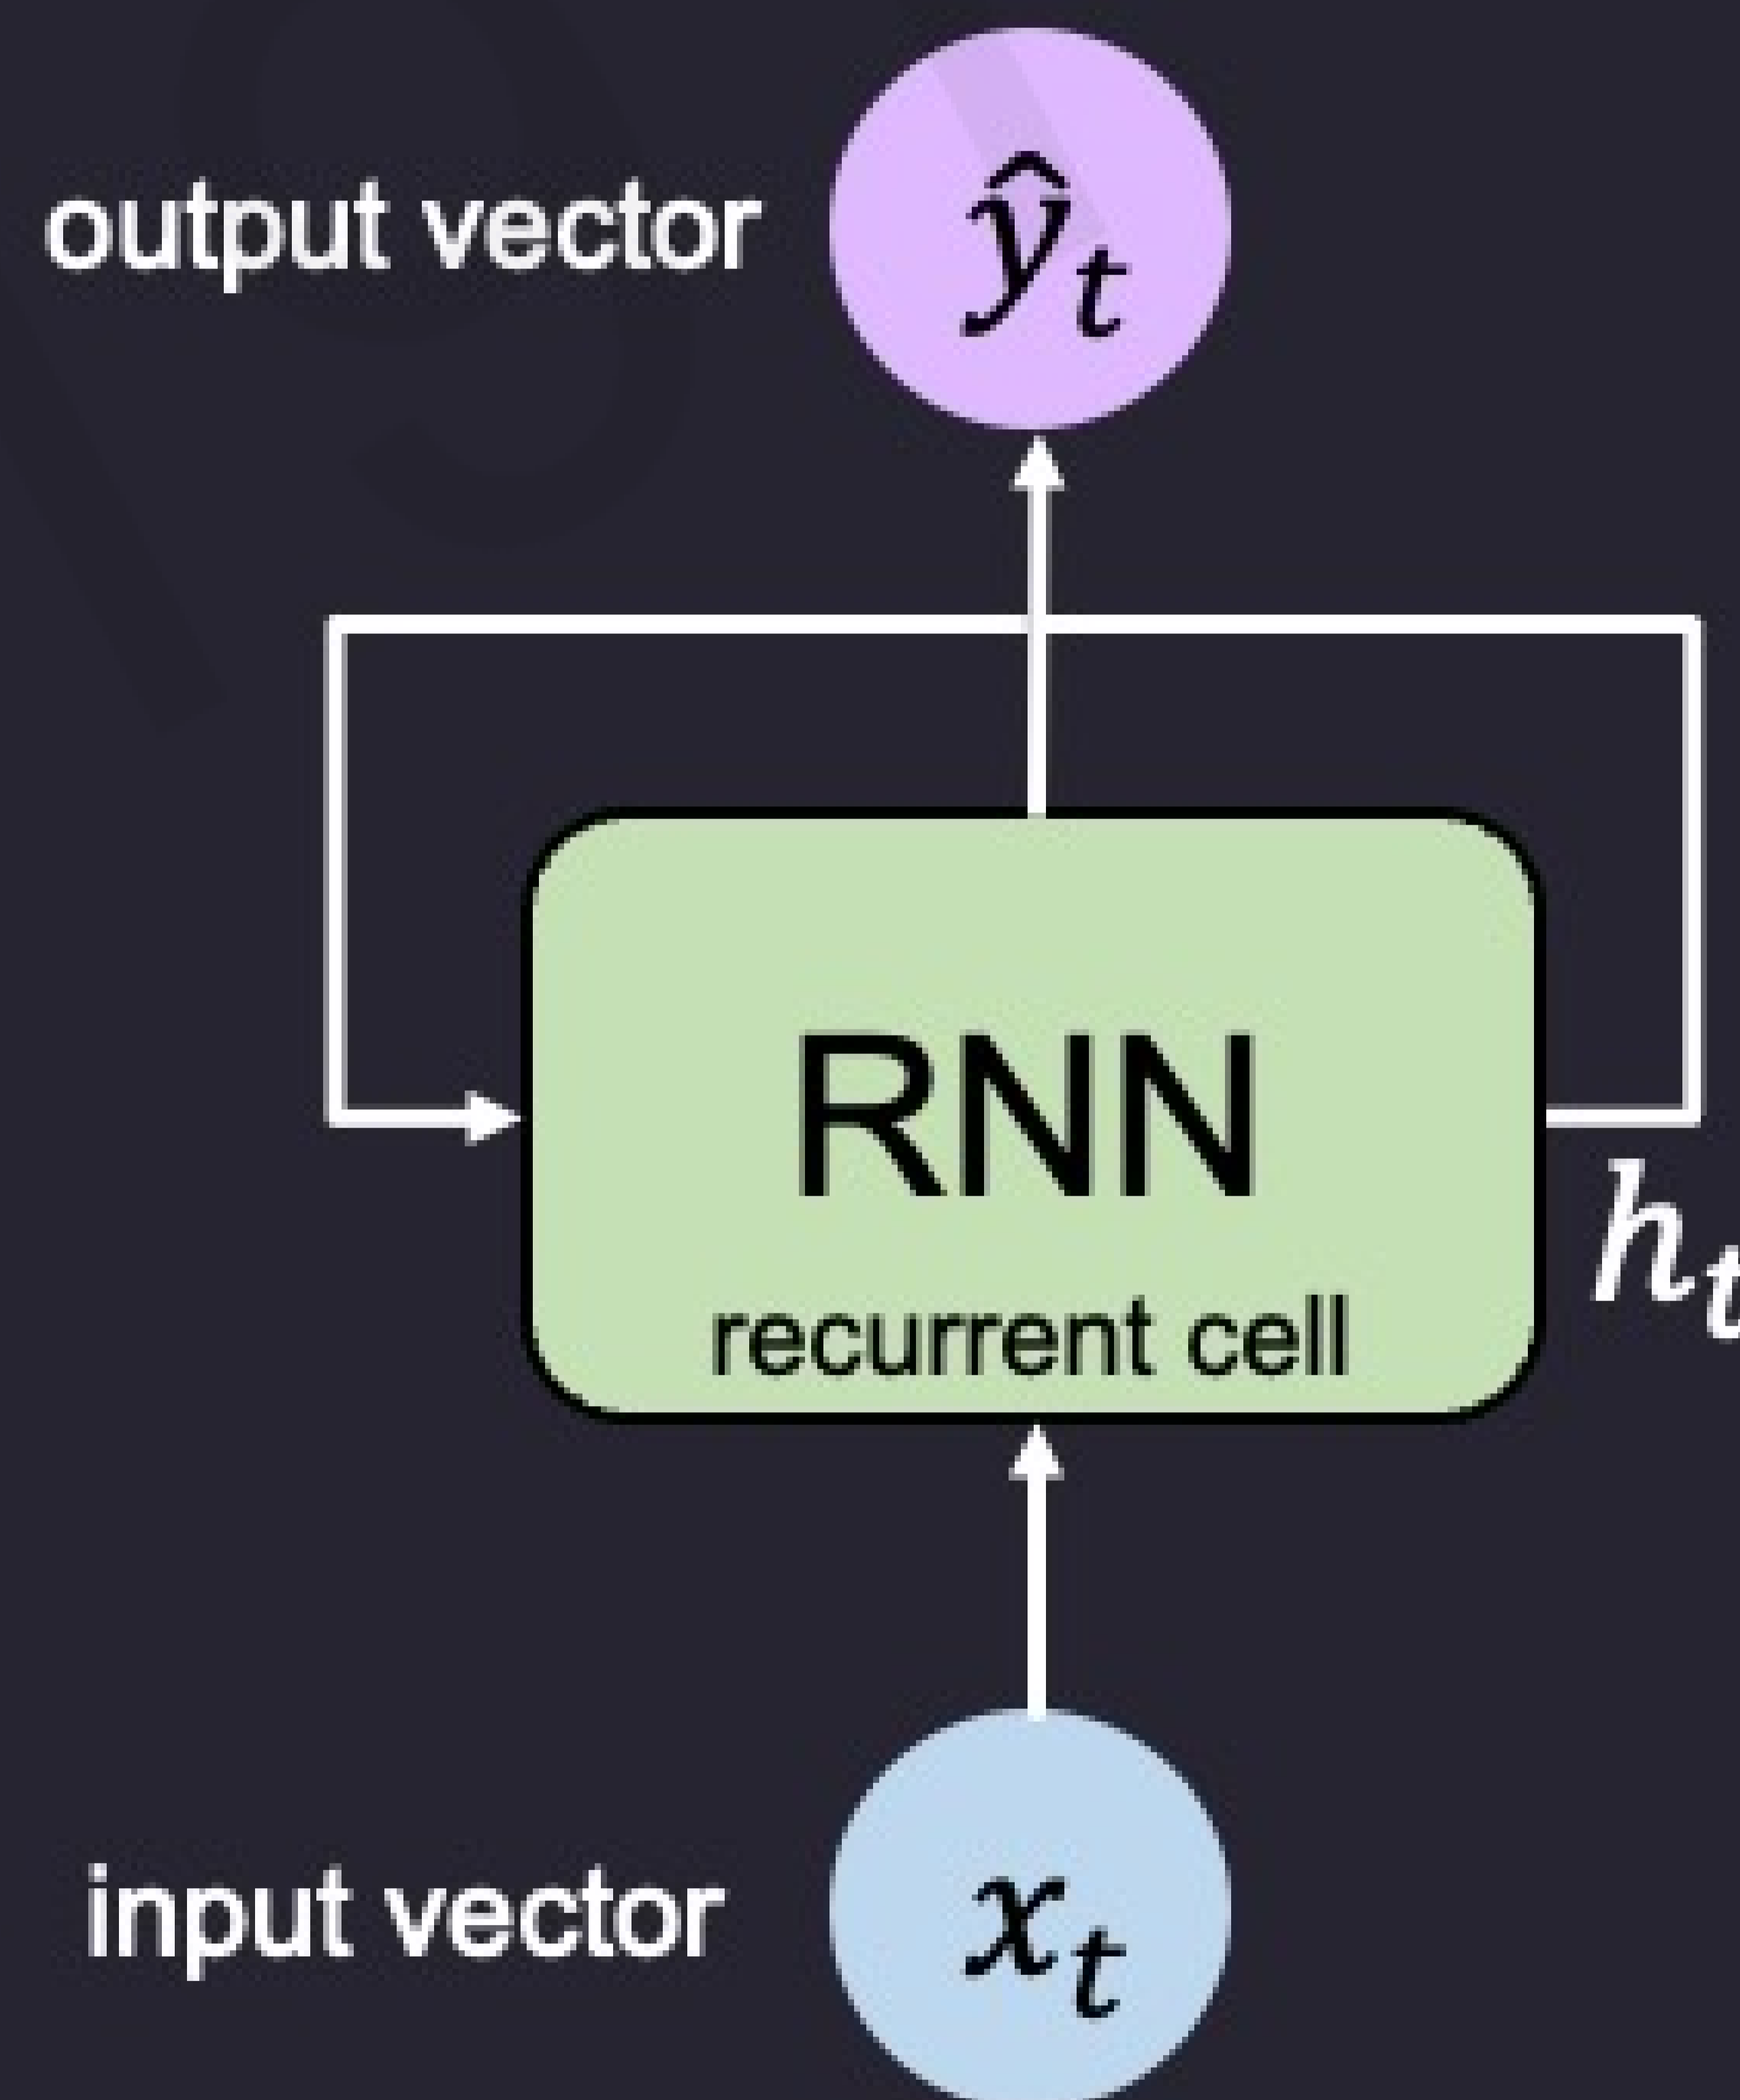 output vector
ŷt
RNN
ht
recurrent cell
input vector
xt